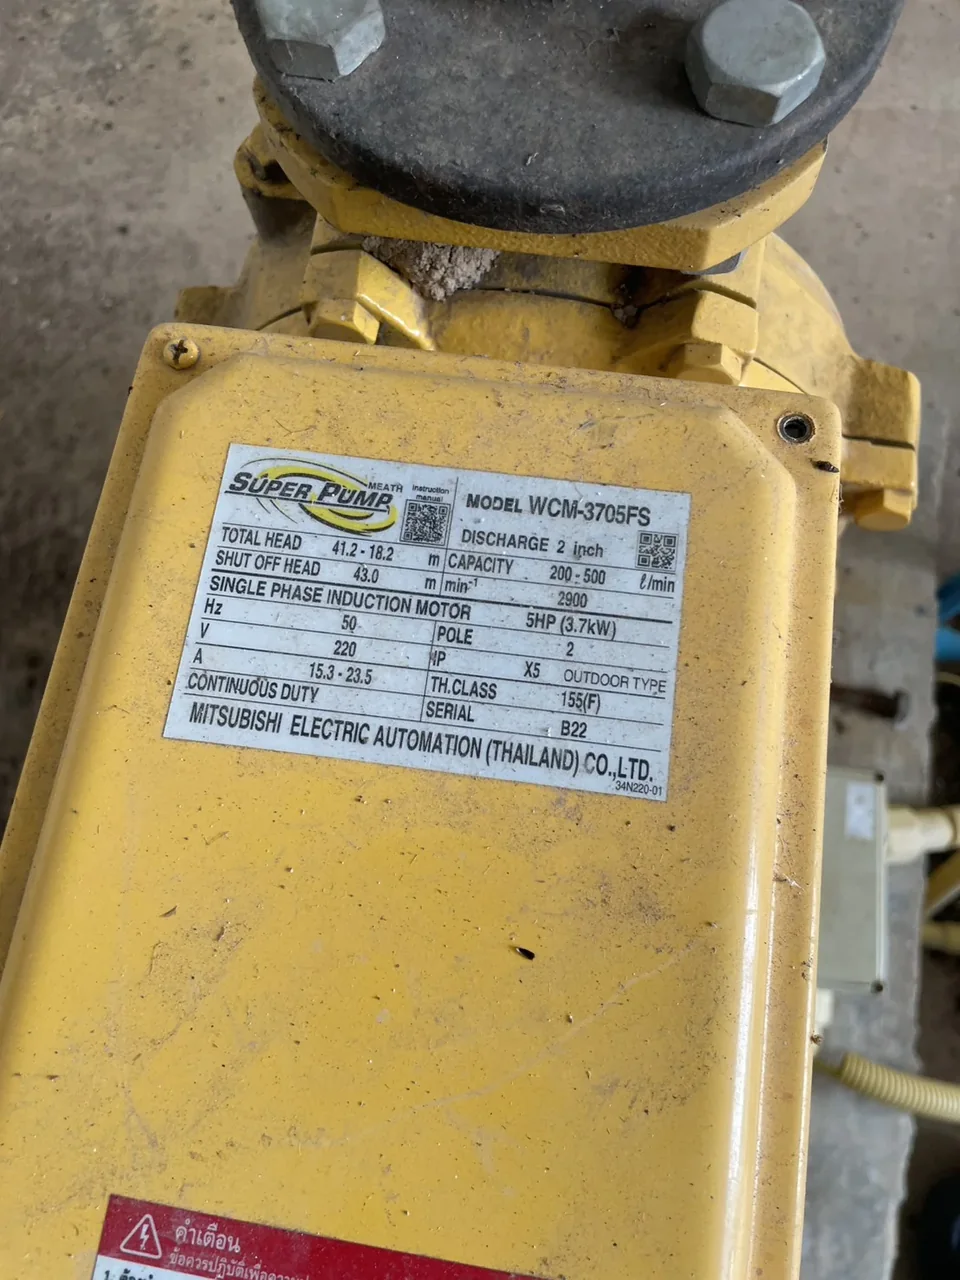 SUPER PUMP
MEATH
instruction
manual
MODEL WCM-3705FS
DISCHARGE 2 inch
TOTAL HEAD 41.2 - 18.2 m
CAPACITY 200 - 500 ℓ/min
SHUT OFF HEAD 43.0 m
min⁻¹ 2900
SINGLE PHASE INDUCTION MOTOR 5HP (3.7kW)
Hz 50
POLE 2
V 220
IP X5 OUTDOOR TYPE
A 15.3 - 23.5
TH.CLASS 155(F)
CONTINUOUS DUTY
SERIAL B22
MITSUBISHI ELECTRIC AUTOMATION (THAILAND) CO.,LTD.
34N220-01
คำเตือน